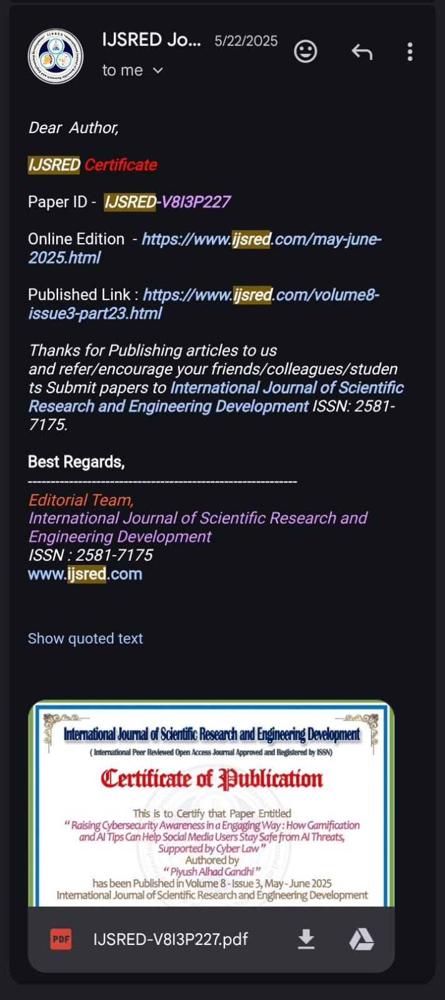 IJSRED Jo... 5/22/2025
to me
Dear Author,
IJSRED Certificate
Paper ID - IJSRED-V8I3P227
Online Edition - https://www.ijsred.com/may-june-
2025.html
Published Link : https://www.ijsred.com/volume8-
issue3-part23.html
Thanks for Publishing articles to us
and refer/encourage your friends/colleagues/studen
ts Submit papers to International Journal of Scientific
Research and Engineering Development ISSN: 2581-
7175.
Best Regards,
-----------------------------------------------------------
Editorial Team,
International Journal of Scientific Research and
Engineering Development
ISSN : 2581-7175
www.ijsred.com
Show quoted text
International Journal of Scientific Research and Engineering Development
( International Peer Reviewed Open Access Journal Approved and Registered by ISSN)
Certificate of Publication
This is to Certify that Paper Entitled
“ Raising Cybersecurity Awareness in a Engaging Way : How Gamification
and AI Tips Can Help Social Media Users Stay Safe from AI Threats,
Supported by Cyber Law ”
Authored by
“ Piyush Alhad Gandhi ”
has been Published in Volume 8 - Issue 3, May - June 2025
International Journal of Scientific Research and Engineering Development
PDF IJSRED-V8I3P227.pdf